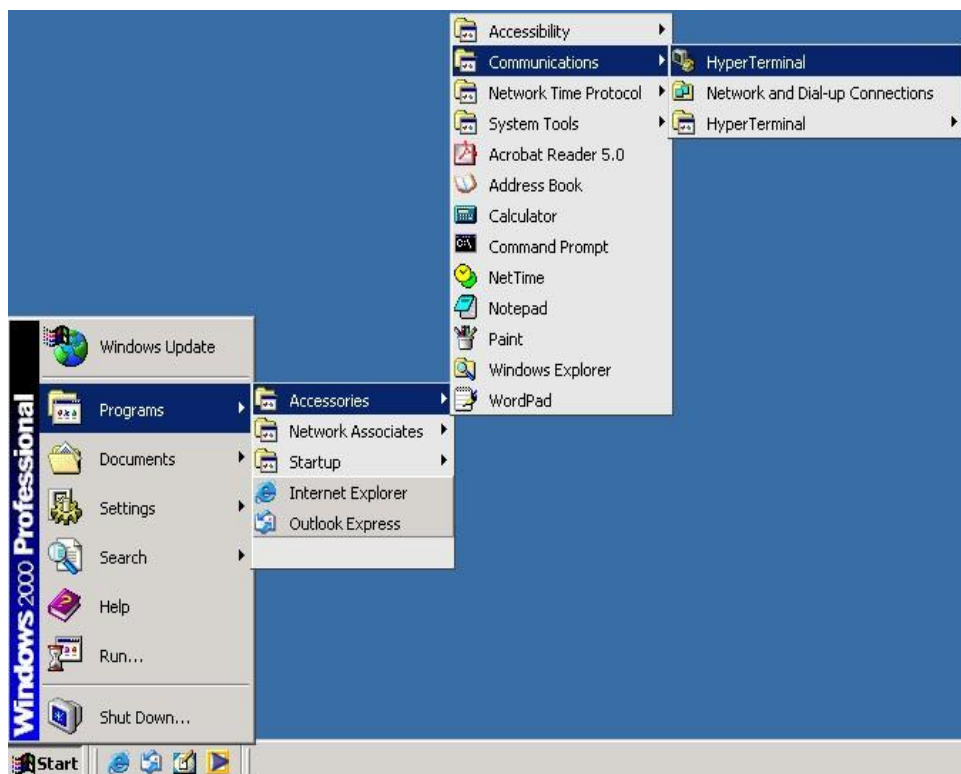 Accessibility
Communications
Network Time Protocol
System Tools
Acrobat Reader 5.0
Address Book
Calculator
Command Prompt
NetTime
Notepad
Paint
Windows Explorer
WordPad
HyperTerminal
Network and Dial-up Connections
HyperTerminal
Windows 2000 Professional
Windows Update
Programs
Documents
Settings
Search
Help
Run...
Shut Down...
Accessories
Network Associates
Startup
Internet Explorer
Outlook Express
Start